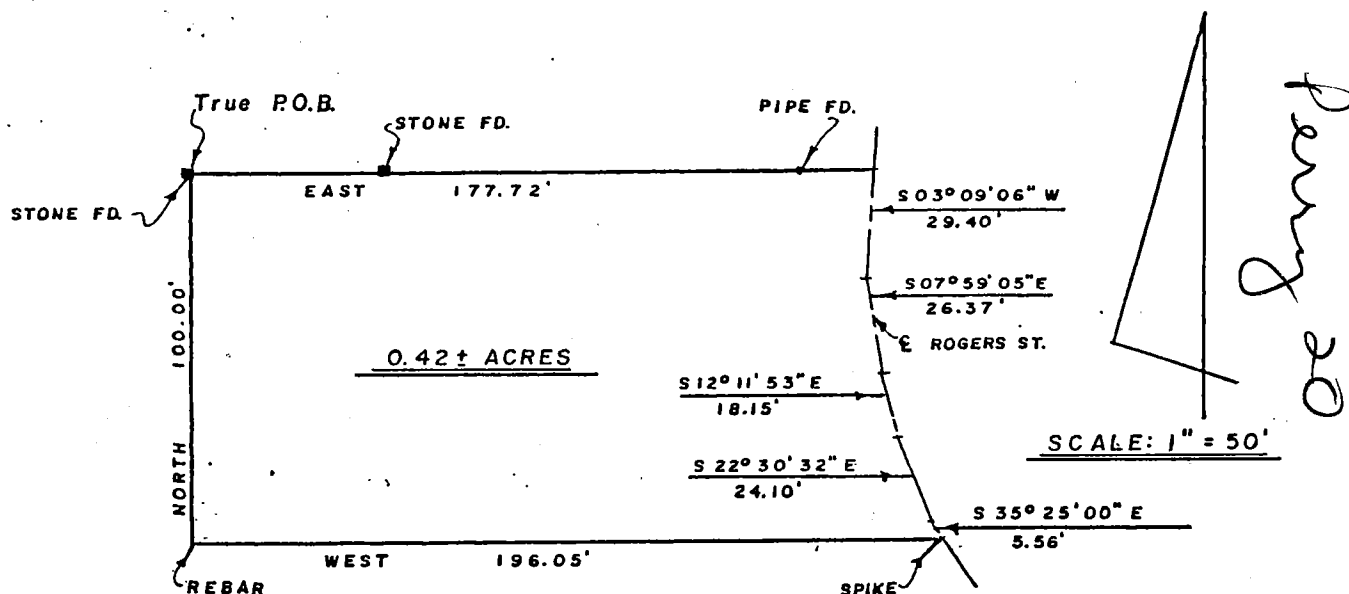 True P.O.B.
STONE FD.
PIPE FD.
STONE FD.
EAST 177.72'
S 03° 09' 06" W
29.40'
S 07° 59' 05" E
26.37'
℄ ROGERS ST.
NORTH 100.00'
0.42 ± ACRES
S 12° 11' 53" E
18.15'
SCALE: 1" = 50'
S 22° 30' 32" E
24.10'
S 35° 25' 00" E
5.56'
WEST 196.05'
REBAR
SPIKE